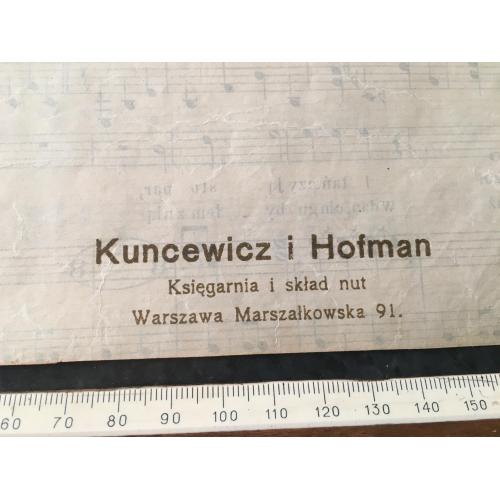 Kuncewicz i Hofman
Księgarnia i skład nut
Warszawa Marszałkowska 91.
60 70 80 90 100 110 120 130 140 150